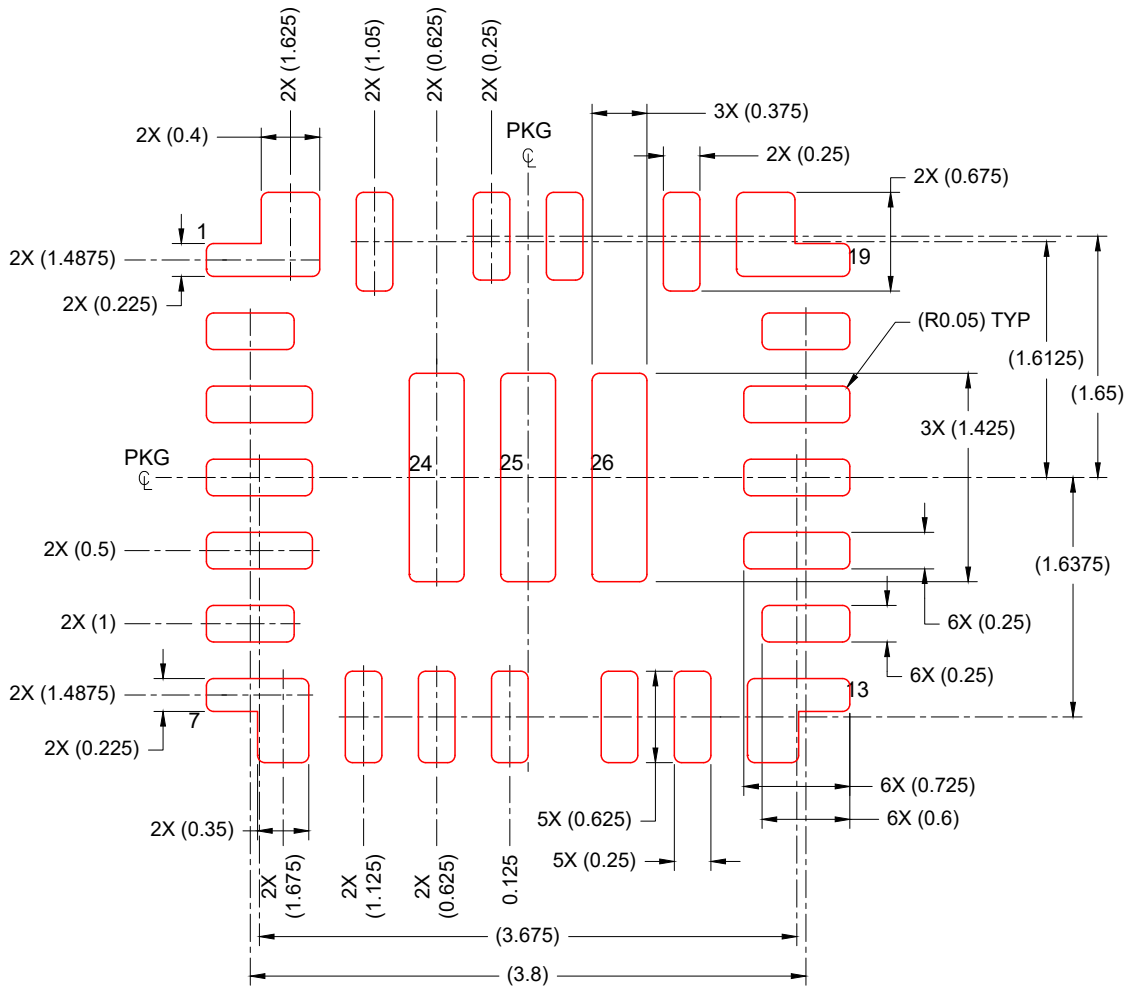 2X (1.625)
2X (1.05)
2X (0.625)
2X (0.25)
3X (0.375)
2X (0.4)
PKG
℄
2X (0.25)
2X (0.675)
1
19
2X (1.4875)
2X (0.225)
(R0.05) TYP
(1.6125)
(1.65)
3X (1.425)
PKG
℄
24
25
26
2X (0.5)
(1.6375)
2X (1)
6X (0.25)
6X (0.25)
2X (1.4875)
7
13
2X (0.225)
6X (0.725)
2X (0.35)
5X (0.625)
6X (0.6)
5X (0.25)
2X
(1.675)
2X
(1.125)
2X
(0.625)
0.125
(3.675)
(3.8)